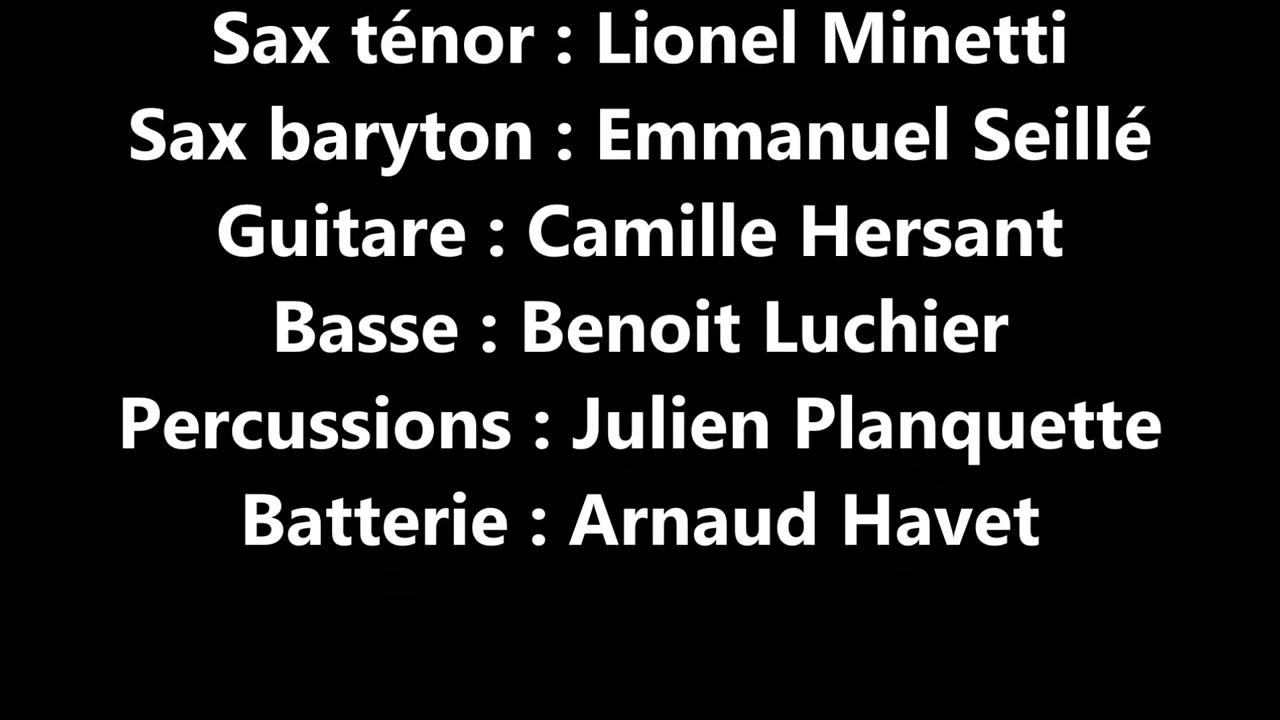 Sax ténor : Lionel Minetti
Sax baryton : Emmanuel Seillé
Guitare : Camille Hersant
Basse : Benoit Luchier
Percussions : Julien Planquette
Batterie : Arnaud Havet